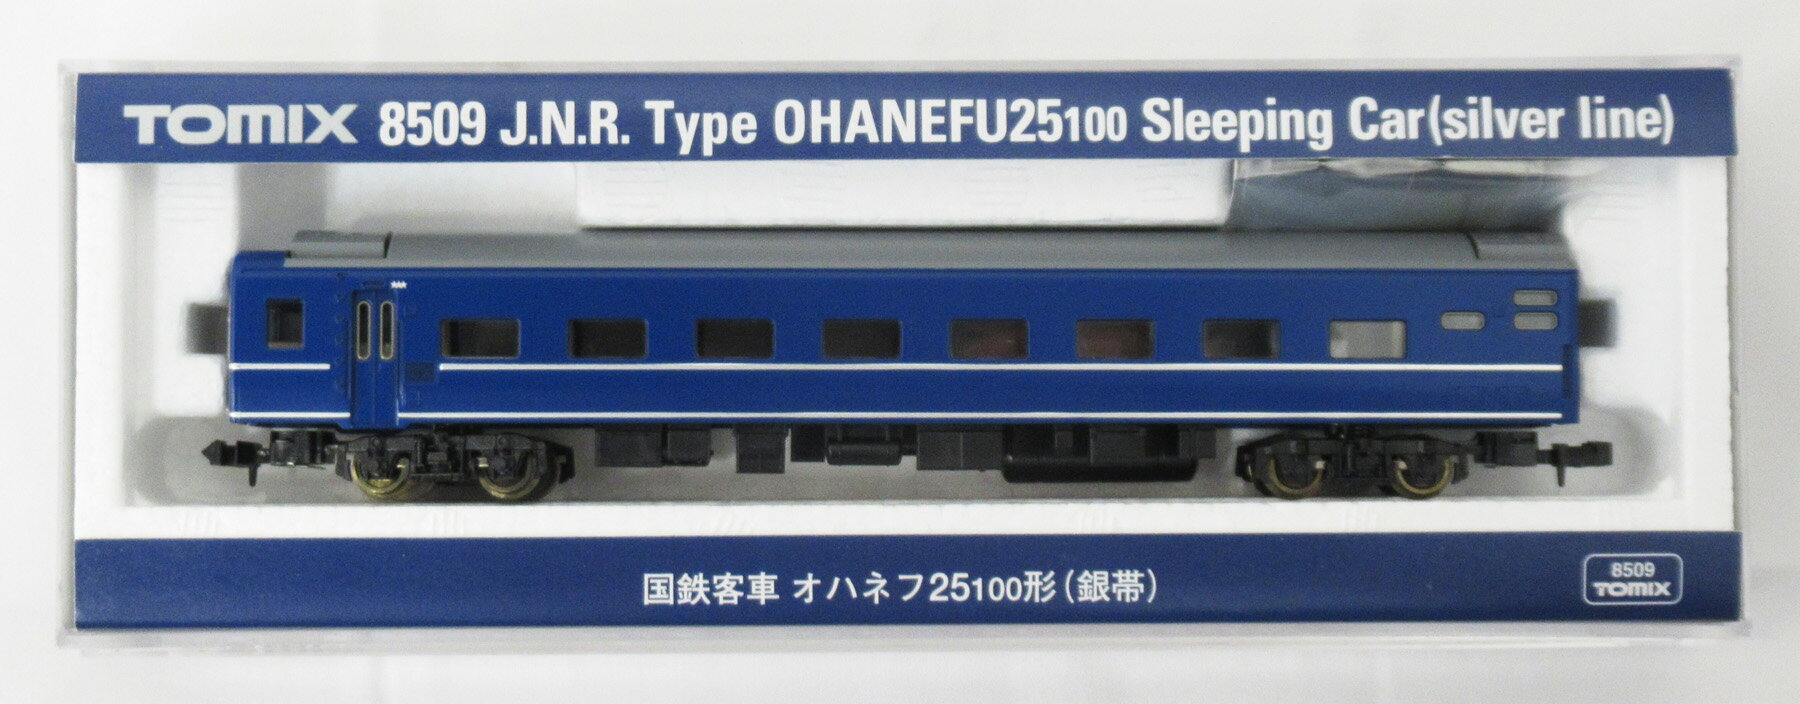 TOMIX 8509 J.N.R. Type OHANEFU25100 Sleeping Car(silver line)
★★★
国鉄客車 オハネフ25100形(銀帯)
8509
TOMIX